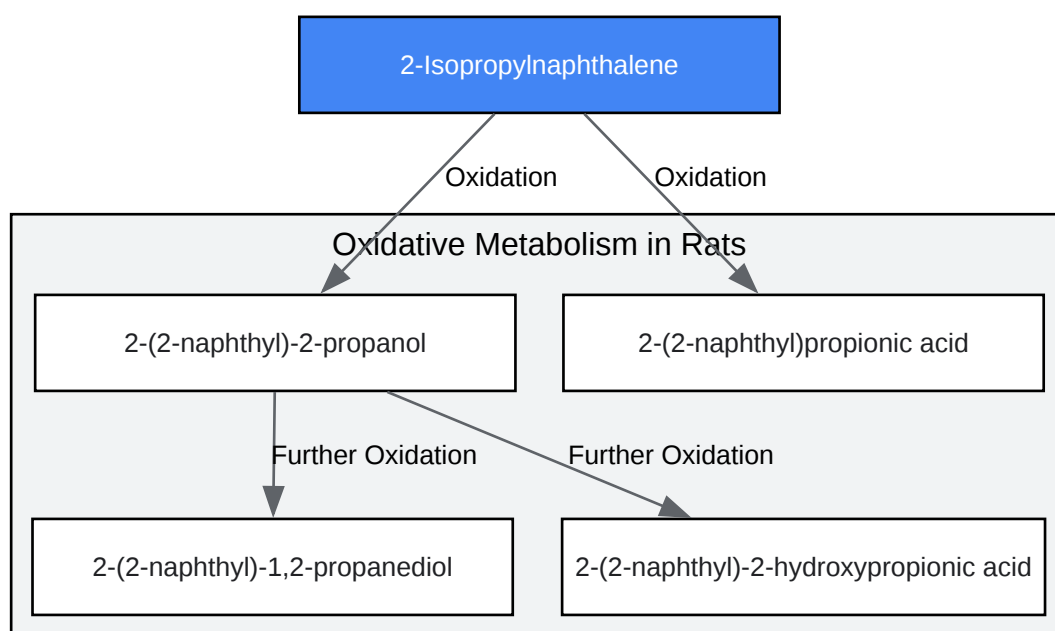 2-Isopropylnaphthalene
Oxidation
Oxidation
Oxidative Metabolism in Rats
2-(2-naphthyl)-2-propanol
2-(2-naphthyl)propionic acid
Further Oxidation
Further Oxidation
2-(2-naphthyl)-1,2-propanediol
2-(2-naphthyl)-2-hydroxypropionic acid